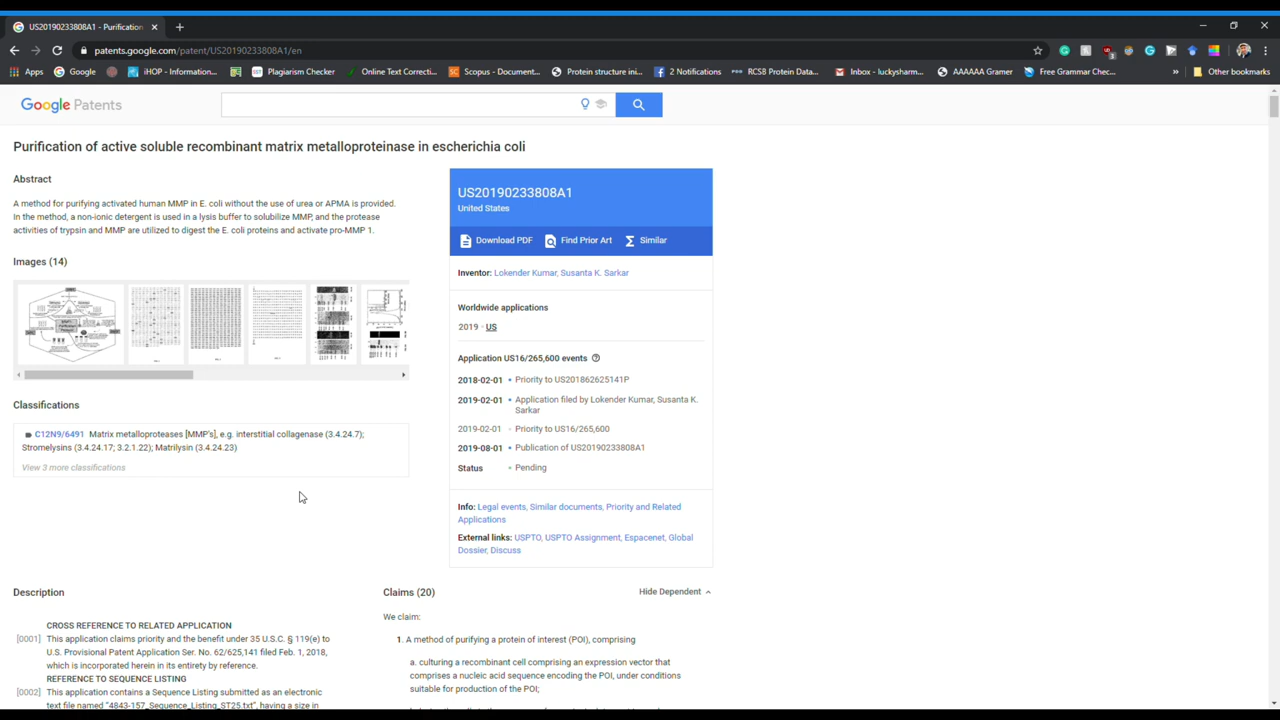 US20190233808A1 - Purification
patents.google.com/patent/US20190233808A1/en
Apps Google iHOP - Information... Plagiarism Checker Online Text Correcti... Scopus - Document... Protein structure ini... 2 Notifications RCSB Protein Data... Inbox - luckysharm... AAAAAA Gramer Free Grammar Chec... » Other bookmarks
Google Patents
Purification of active soluble recombinant matrix metalloproteinase in escherichia coli
Abstract
A method for purifying activated human MMP in E. coli without the use of urea or APMA is provided.
In the method, a non-ionic detergent is used in a lysis buffer to solubilize MMP, and the protease
activities of trypsin and MMP are utilized to digest the E. coli proteins and activate pro-MMP 1.
Images (14)
Classifications
C12N9/6491 Matrix metalloproteases [MMP's], e.g. interstitial collagenase (3.4.24.7);
Stromelysins (3.4.24.17; 3.2.1.22); Matrilysin (3.4.24.23)
View 3 more classifications
US20190233808A1
United States
Download PDF Find Prior Art Similar
Inventor: Lokender Kumar, Susanta K. Sarkar
Worldwide applications
2019 · US
Application US16/265,600 events
2018-02-01 • Priority to US201862625141P
2019-02-01 • Application filed by Lokender Kumar, Susanta K.
Sarkar
2019-02-01 Priority to US16/265,600
2019-08-01 • Publication of US20190233808A1
Status Pending
Info: Legal events, Similar documents, Priority and Related
Applications
External links: USPTO, USPTO Assignment, Espacenet, Global
Dossier, Discuss
Description
CROSS REFERENCE TO RELATED APPLICATION
[0001] This application claims priority and the benefit under 35 U.S.C. § 119(e) to
U.S. Provisional Patent Application Ser. No. 62/625,141 filed Feb. 1, 2018,
which is incorporated herein in its entirety by reference.
REFERENCE TO SEQUENCE LISTING
[0002] This application contains a Sequence Listing submitted as an electronic
text file named "4843-157_Sequence_Listing_ST25.txt", having a size in
Claims (20) Hide Dependent
We claim:
1. A method of purifying a protein of interest (POI), comprising
a. culturing a recombinant cell comprising an expression vector that
comprises a nucleic acid sequence encoding the POI, under conditions
suitable for production of the POI;